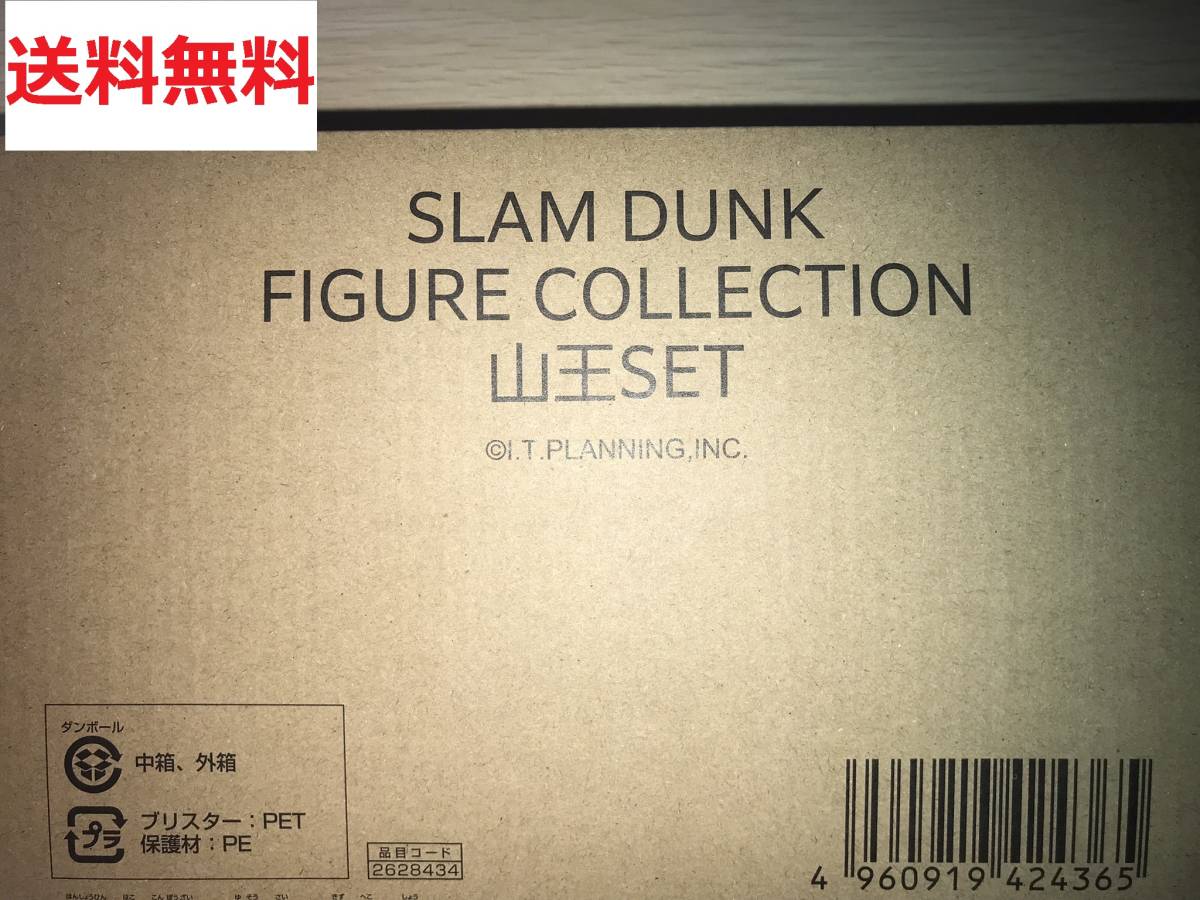 送料無料
SLAM DUNK
FIGURE COLLECTION
山王SET
©I.T.PLANNING,INC.
ダンボール
中箱、外箱
プラ
ブリスター：PET
保護材：PE
品目コード
2628434
4 960919 424365